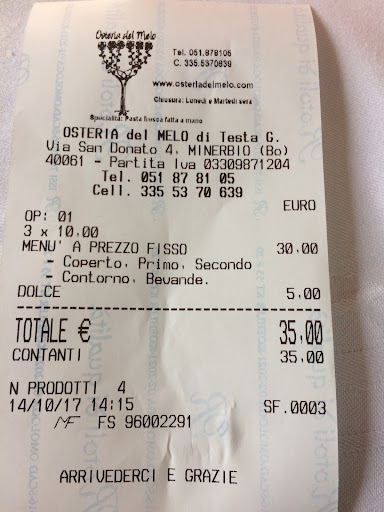 Osteria del Melo
Tel. 051.878105
C. 335.5370639
www.osteriadelmelo.com
Chiusura: Lunedì e Martedì sera
Specialità: Pasta fresca fatta a mano
OSTERIA del MELO di Testa G.
Via San Donato 4, MINERBIO (Bo)
40061 - Partita Iva 03309871204
Tel. 051 87 81 05
Cell. 335 53 70 639
EURO
OP: 01
3 x 10,00
MENU' A PREZZO FISSO 30,00
- Coperto, Primo, Secondo
- Contorno, Bevande.
DOLCE 5,00
TOTALE € 35,00
CONTANTI 35,00
N PRODOTTI 4
14/10/17 14:15 SF.0003
MF FS 96002291
ARRIVEDERCI E GRAZIE